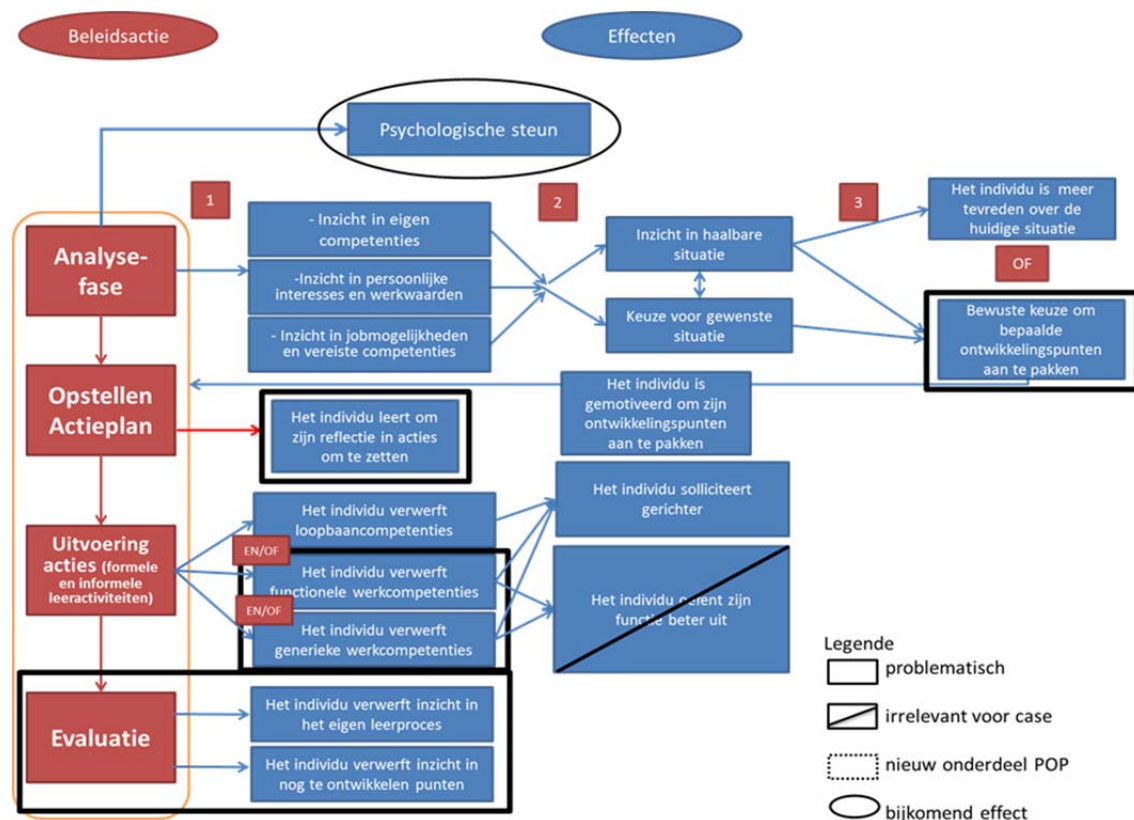 Beleidsactie
Effecten
Psychologische steun
1
2
3
Analyse-
fase
- Inzicht in eigen
competenties
-Inzicht in persoonlijke
interesses en werkwaarden
- Inzicht in jobmogelijkheden
en vereiste competenties
Inzicht in haalbare
situatie
Keuze voor gewenste
situatie
Het individu is meer
tevreden over de
huidige situatie
OF
Bewuste keuze om
bepaalde
ontwikkelingspunten
aan te pakken
Opstellen
Actieplan
Het individu leert om
zijn reflectie in acties
om te zetten
Het individu is
gemotiveerd om zijn
ontwikkelingspunten
aan te pakken
Uitvoering
acties (formele
en informele
leeractiviteiten)
Het individu verwerft
loopbaancompetenties
EN/OF
Het individu verwerft
functionele werkcompetenties
EN/OF
Het individu verwerft
generieke werkcompetenties
Het individu solliciteert
gerichter
Het individu oefent zijn
functie beter uit
Evaluatie
Het individu verwerft inzicht in
het eigen leerproces
Het individu verwerft inzicht in
nog te ontwikkelen punten
Legende
problematisch
irrelevant voor case
nieuw onderdeel POP
bijkomend effect